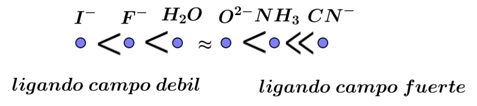 I⁻ F⁻ H₂O O²⁻ NH₃ CN⁻
< < ≈ < <<
ligando campo debil ligando campo fuerte